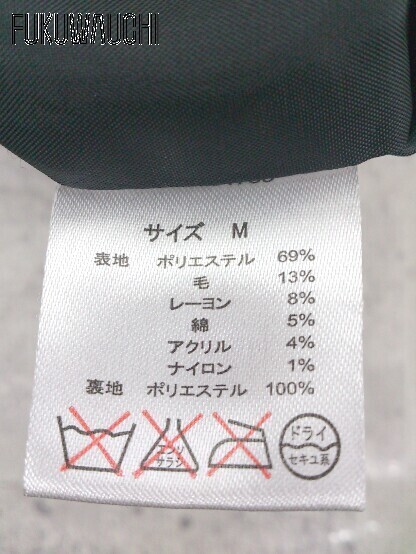 FUKUWAUCHI
サイズ M
表地 ポリエステル 69%
毛 13%
レーヨン 8%
綿 5%
アクリル 4%
ナイロン 1%
裏地 ポリエステル 100%
エンソ サラシ ドライ
セキユ系